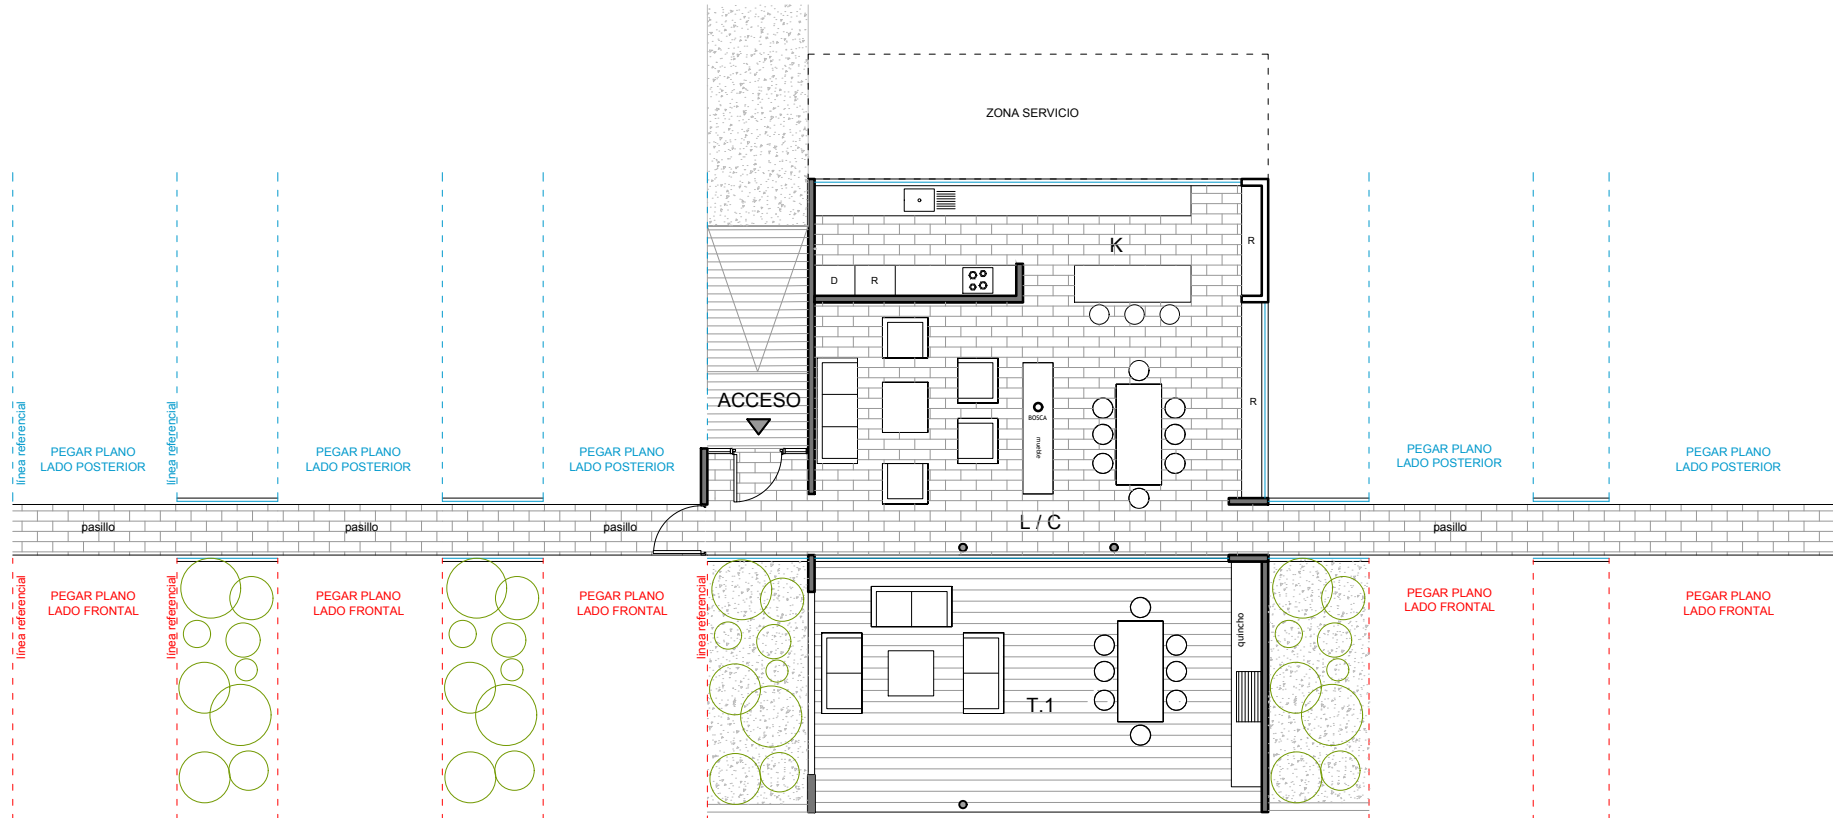 ZONA SERVICIO
K
R
D
R
ACCESO
R
BOSCA
mueble
línea referencial
línea referencial
PEGAR PLANO
LADO POSTERIOR
PEGAR PLANO
LADO POSTERIOR
PEGAR PLANO
LADO POSTERIOR
PEGAR PLANO
LADO POSTERIOR
PEGAR PLANO
LADO POSTERIOR
pasillo
pasillo
pasillo
L / C
pasillo
línea referencial
línea referencial
línea referencial
PEGAR PLANO
LADO FRONTAL
PEGAR PLANO
LADO FRONTAL
PEGAR PLANO
LADO FRONTAL
PEGAR PLANO
LADO FRONTAL
PEGAR PLANO
LADO FRONTAL
quincho
T.1